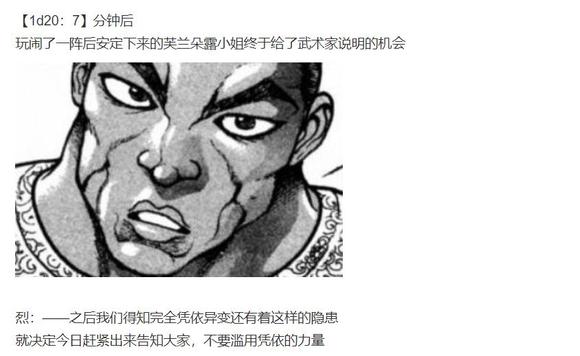 【1d20：7】分钟后
玩闹了一阵后安定下来的芙兰朵露小姐终于给了武术家说明的机会
烈：——之后我们得知完全凭依异变还有着这样的隐患
就决定今日赶紧出来告知大家，不要滥用凭依的力量